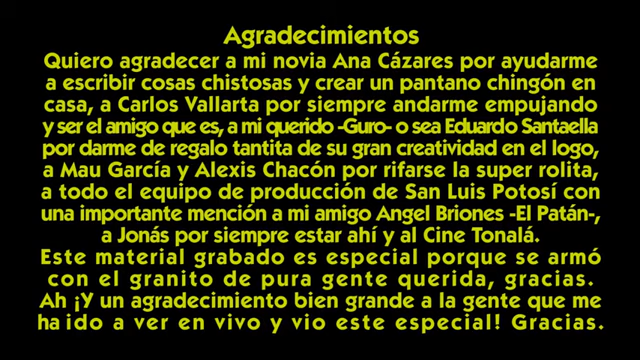 Agradecimientos
Quiero agradecer a mi novia Ana Cázares por ayudarme
a escribir cosas chistosas y crear un pantano chingón en
casa, a Carlos Vallarta por siempre andarme empujando
y ser el amigo que es, a mi querido -Guro- o sea Eduardo Santaella
por darme de regalo tantita de su gran creatividad en el logo,
a Mau García y Alexis Chacón por rifarse la super rolita,
a todo el equipo de producción de San Luis Potosí con
una importante mención a mi amigo Angel Briones -El Patán-,
a Jonás por siempre estar ahí y al Cine Tonalá.
Este material grabado es especial porque se armó
con el granito de pura gente querida, gracias.
Ah ¡Y un agradecimiento bien grande a la gente que me
ha ido a ver en vivo y vio este especial! Gracias.